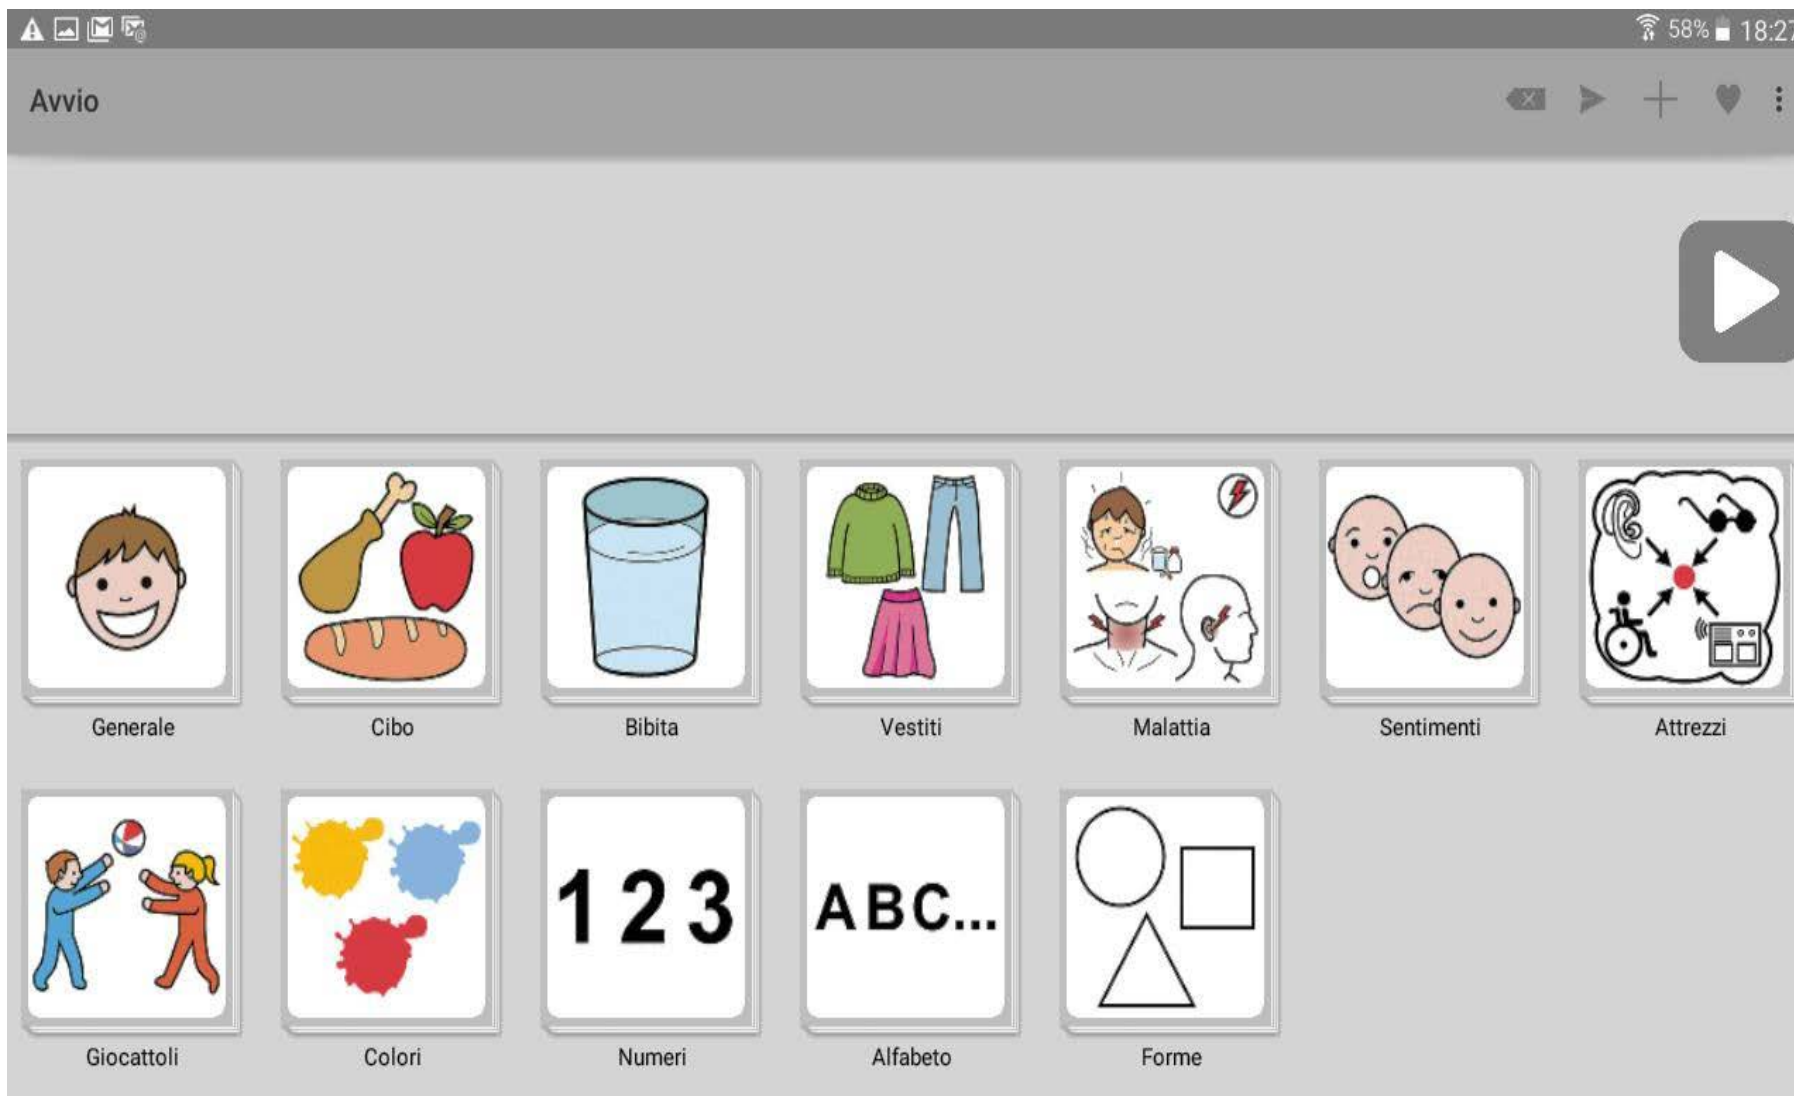 58% 18:27
Avvio
Generale Cibo Bibita Vestiti Malattia Sentimenti Attrezzi
1 2 3 ABC...
Giocattoli Colori Numeri Alfabeto Forme